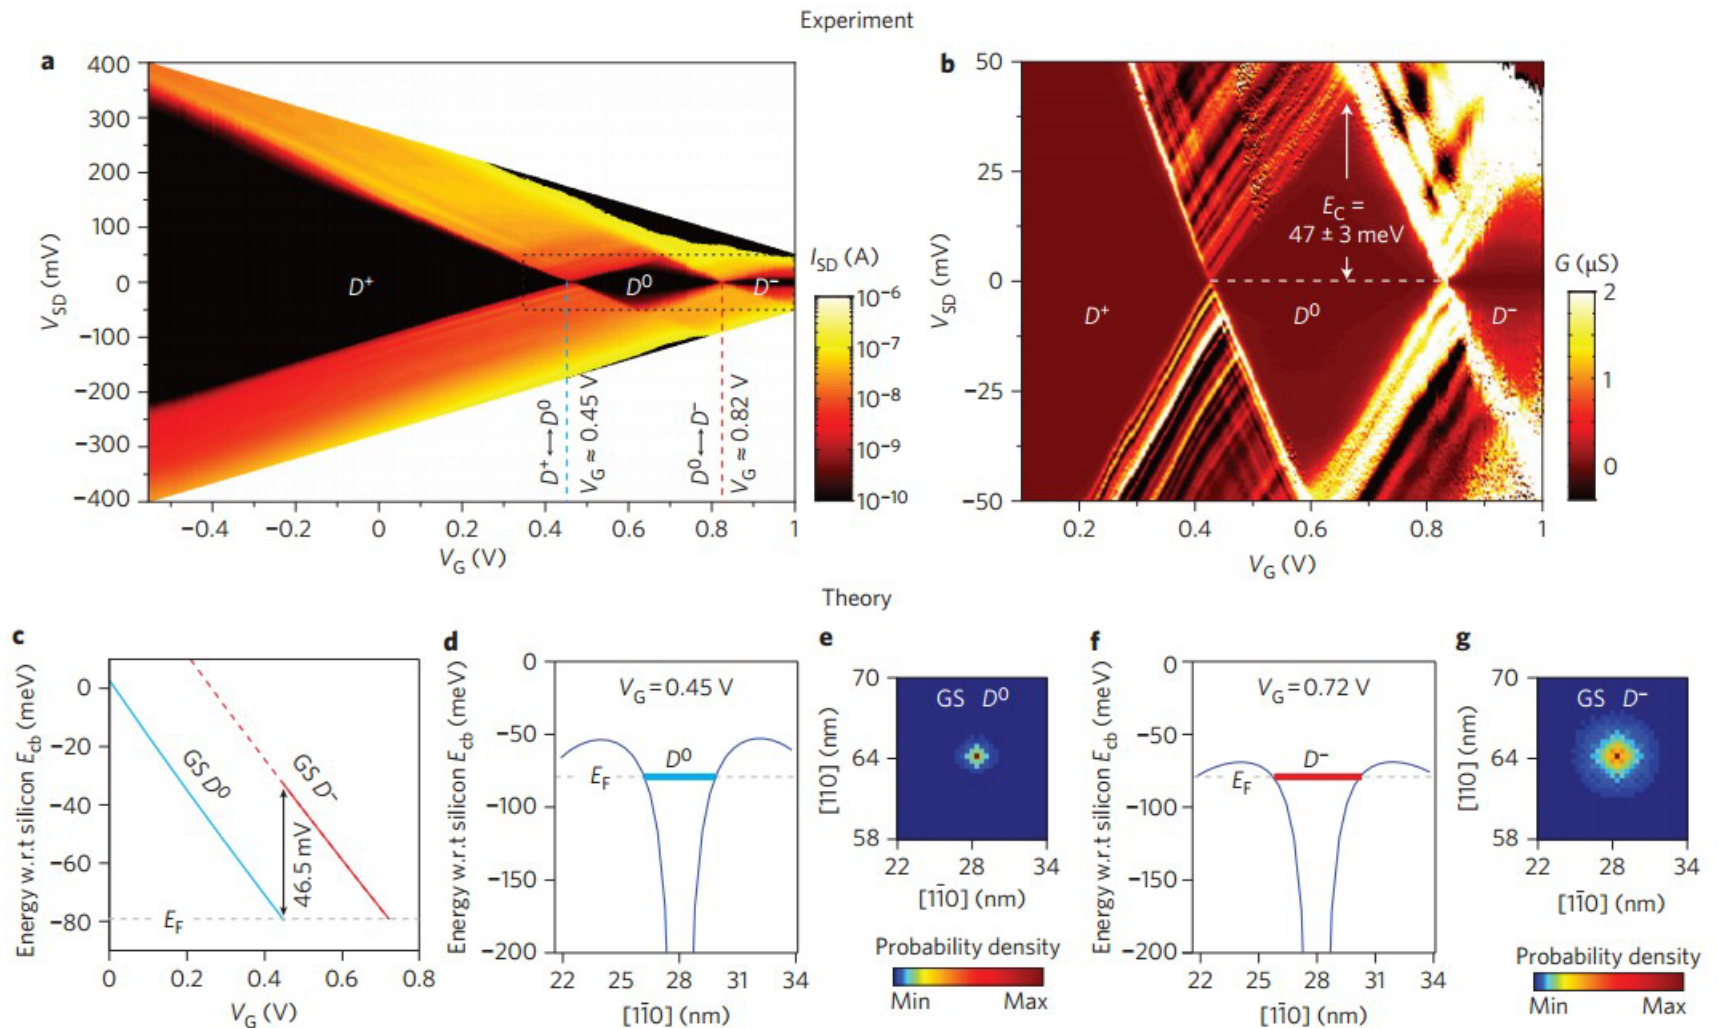 Experiment
a
400
300
200
100
0
−100
−200
−300
−400
V_SD (mV)
−0.4
−0.2
0
0.2
0.4
0.6
0.8
1
V_G (V)
D⁺
D⁰
D⁻
D⁺⟷D⁰
V_G ≈ 0.45 V
D⁰⟷D⁻
V_G ≈ 0.82 V
I_SD (A)
10⁻⁶
10⁻⁷
10⁻⁸
10⁻⁹
10⁻¹⁰
b
50
25
0
−25
−50
V_SD (mV)
0.2
0.4
0.6
0.8
1
V_G (V)
E_C =
47 ± 3 meV
D⁺
D⁰
D⁻
G (μS)
2
1
0
Theory
c
Energy w.r.t silicon E_cb (meV)
0
−20
−40
−60
−80
0
0.2
0.4
0.6
0.8
V_G (V)
GS D⁰
GS D⁻
46.5 mV
E_F
d
Energy w.r.t silicon E_cb (meV)
0
−50
−100
−150
−200
22
25
28
31
34
[11̄0] (nm)
V_G = 0.45 V
D⁰
E_F
e
[110] (nm)
70
64
58
22
28
34
[11̄0] (nm)
GS D⁰
Probability density
Min
Max
f
Energy w.r.t silicon E_cb (meV)
0
−50
−100
−150
−200
22
25
28
31
34
[11̄0] (nm)
V_G = 0.72 V
D⁻
E_F
g
[110] (nm)
70
64
58
22
28
34
[11̄0] (nm)
GS D⁻
Probability density
Min
Max